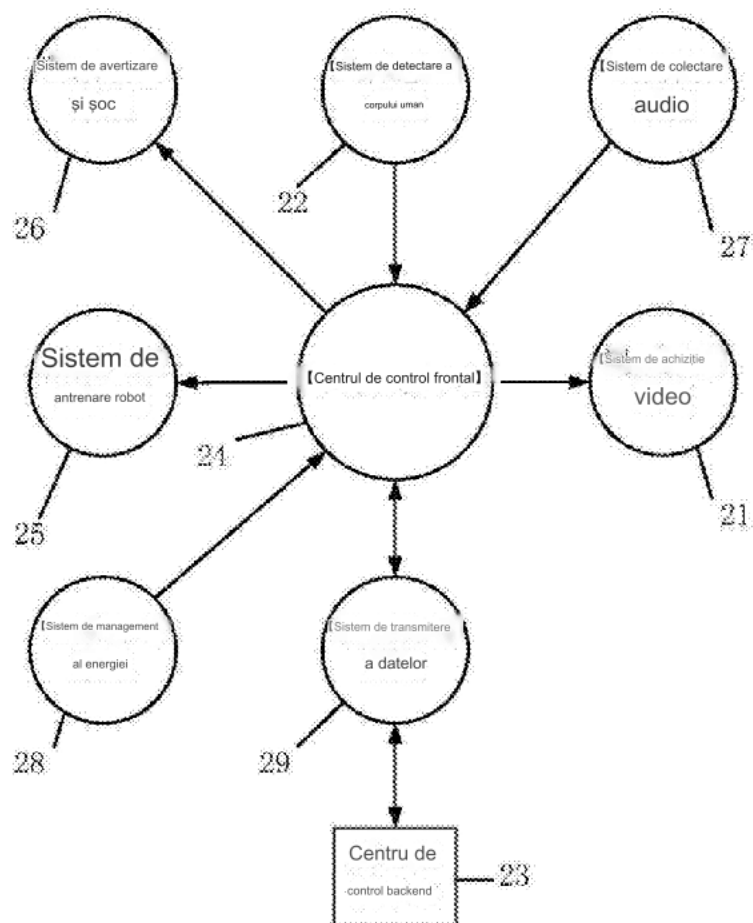 【Sistem de avertizare
și șoc
【Sistem de detectare a
corpului uman
【Sistem de colectare
audio
26
22
27
Sistem de
antrenare robot
【Centrul de control frontal】
【Sistem de achiziție
video
24
25
21
【Sistem de management
al energiei
【Sistem de transmitere
a datelor
28
29
Centru de
control backend
23